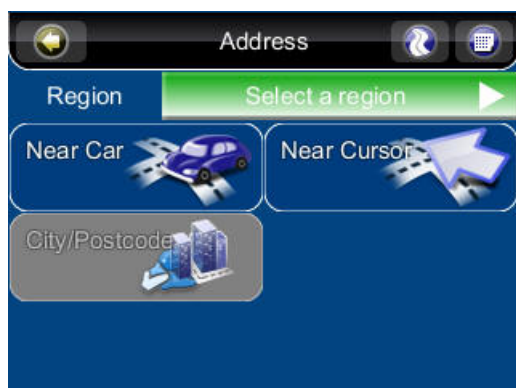 Address
Region
Select a region
Near Car
Near Cursor
City/Postcode